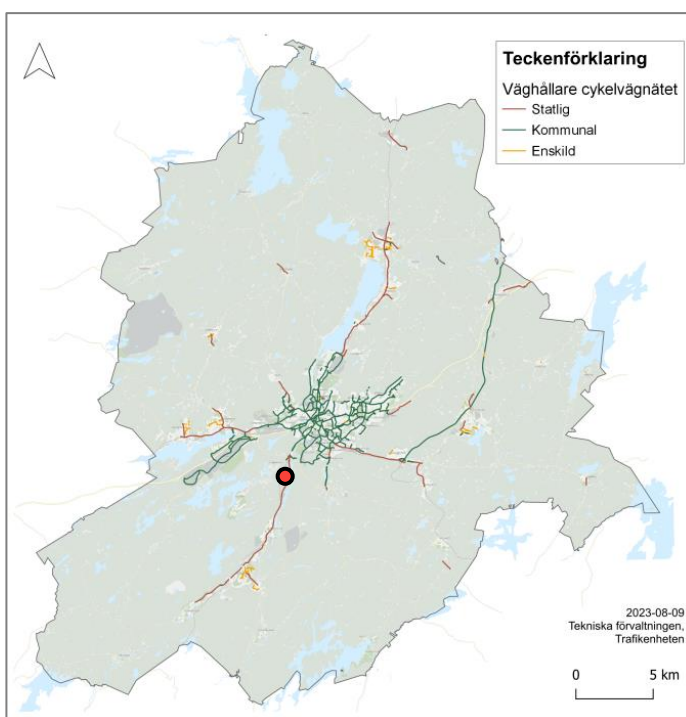 Teckenförklaring
Väghållare cykelvägnätet
Statlig
Kommunal
Enskild
2023-08-09
Tekniska förvaltningen,
Trafikenheten
0 5 km